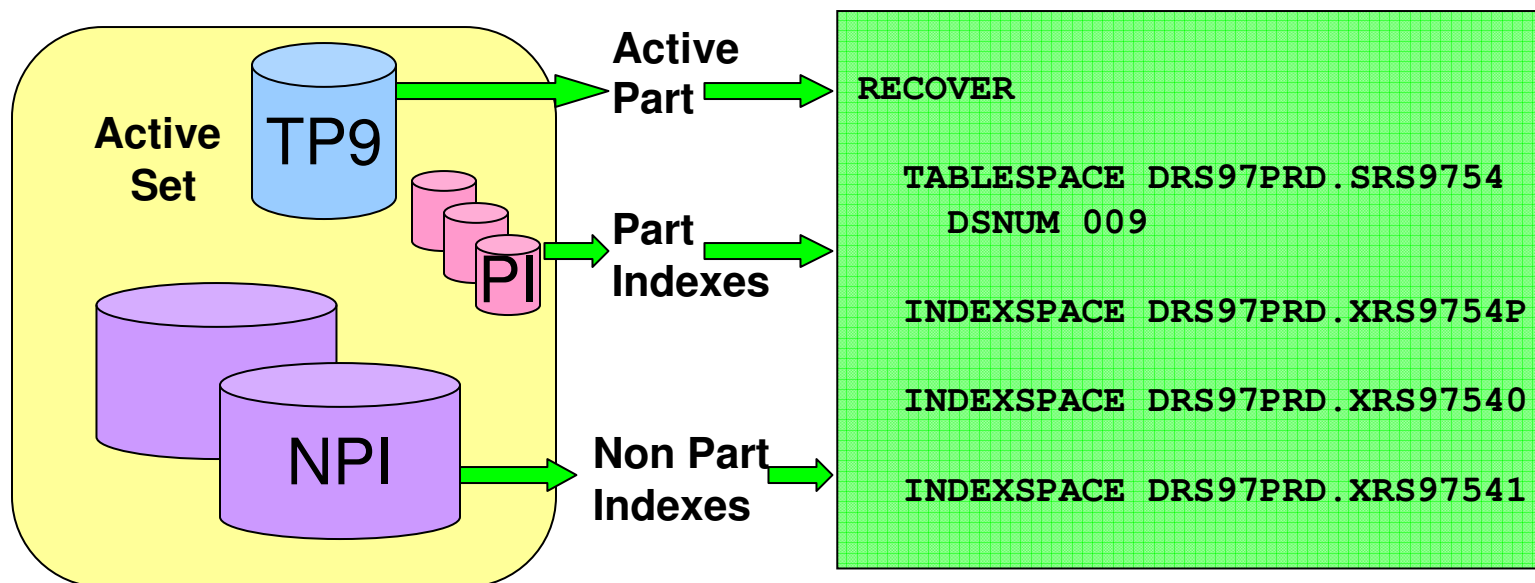 Active
Set
TP9
PI
NPI
Active
Part
Part
Indexes
Non Part
Indexes
RECOVER
TABLESPACE DRS97PRD.SRS9754
DSNUM 009
INDEXSPACE DRS97PRD.XRS9754P
INDEXSPACE DRS97PRD.XRS97540
INDEXSPACE DRS97PRD.XRS97541